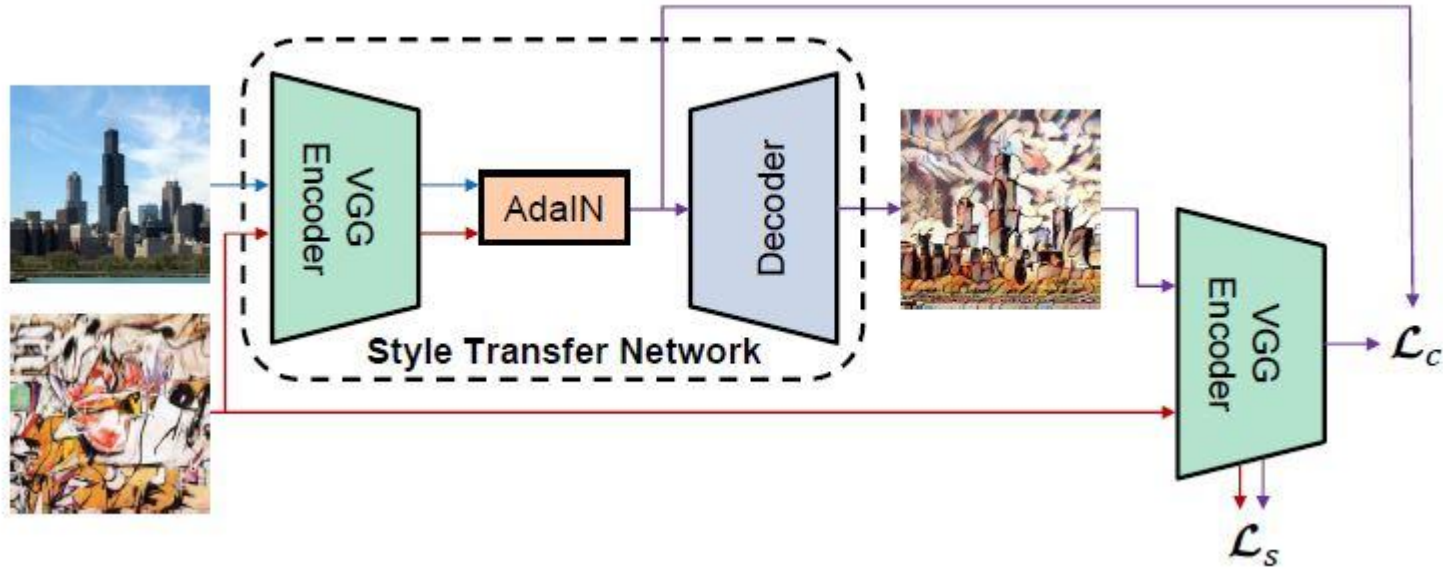 VGG
Encoder
AdaIN
Decoder
Style Transfer Network
VGG
Encoder
ℒc
ℒs